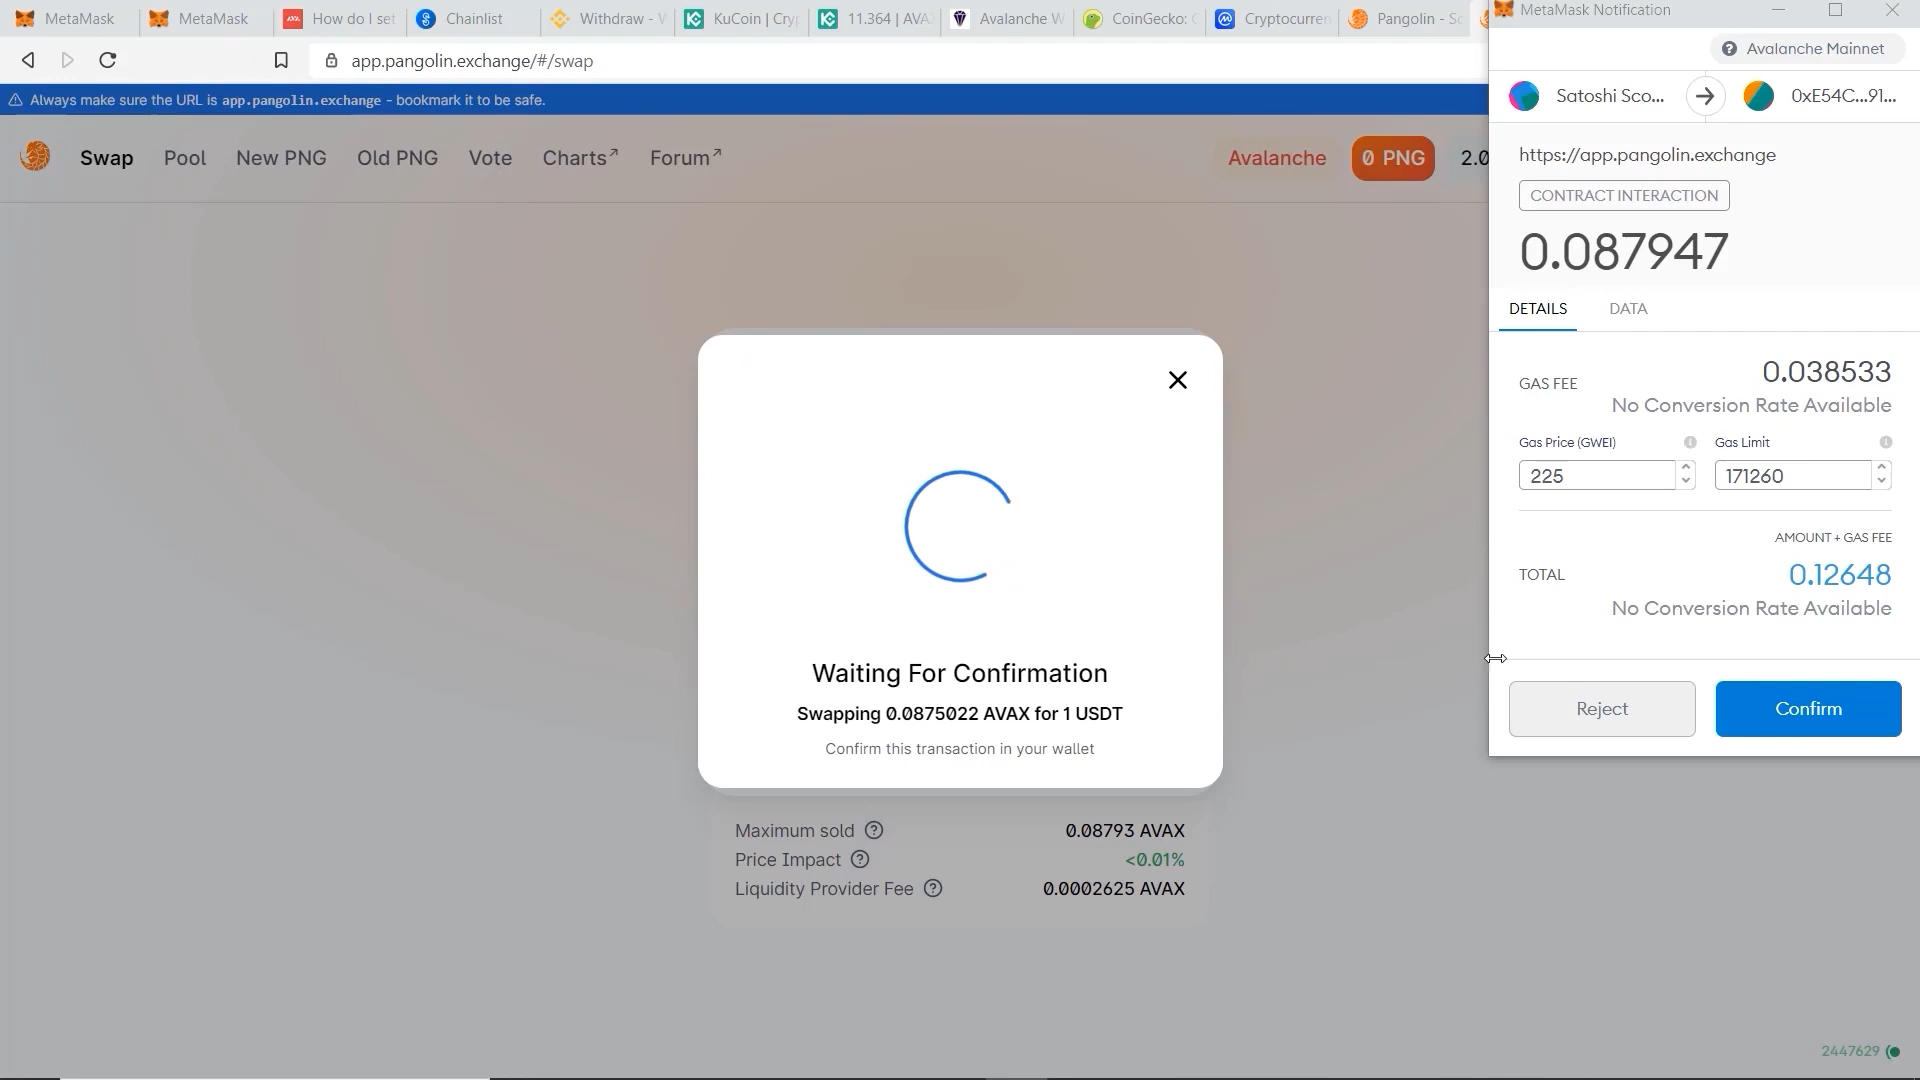 MetaMask
MetaMask
How do I set
Chainlist
Withdraw - W
KuCoin | Cryp
11.364 | AVA
Avalanche W
CoinGecko: C
Cryptocurren
Pangolin - Sc
MetaMask Notification
app.pangolin.exchange/#/swap
Always make sure the URL is app.pangolin.exchange - bookmark it to be safe.
Swap
Pool
New PNG
Old PNG
Vote
Charts↗
Forum↗
Avalanche
0 PNG
2.0
Avalanche Mainnet
Satoshi Sco...
0xE54C...91...
https://app.pangolin.exchange
CONTRACT INTERACTION
0.087947
DETAILS
DATA
GAS FEE
0.038533
No Conversion Rate Available
Gas Price (GWEI)
Gas Limit
225
171260
AMOUNT + GAS FEE
TOTAL
0.12648
No Conversion Rate Available
Reject
Confirm
Waiting For Confirmation
Swapping 0.0875022 AVAX for 1 USDT
Confirm this transaction in your wallet
Maximum sold
0.08793 AVAX
Price Impact
<0.01%
Liquidity Provider Fee
0.0002625 AVAX
2447629